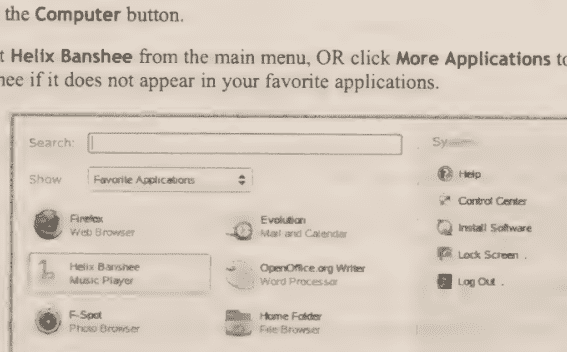 the Computer button.
t Helix Banshee from the main menu, OR click More Applications to
nee if it does not appear in your favorite applications.
Search:
Show Favorite Applications
Firefox
Web Browser
Evolution
Mail and Calendar
Helix Banshee
Music Player
OpenOffice.org Writer
Word Processor
F-Spot
Photo Browser
Home Folder
File Browser
Help
Control Center
Install Software
Lock Screen .
Log Out .